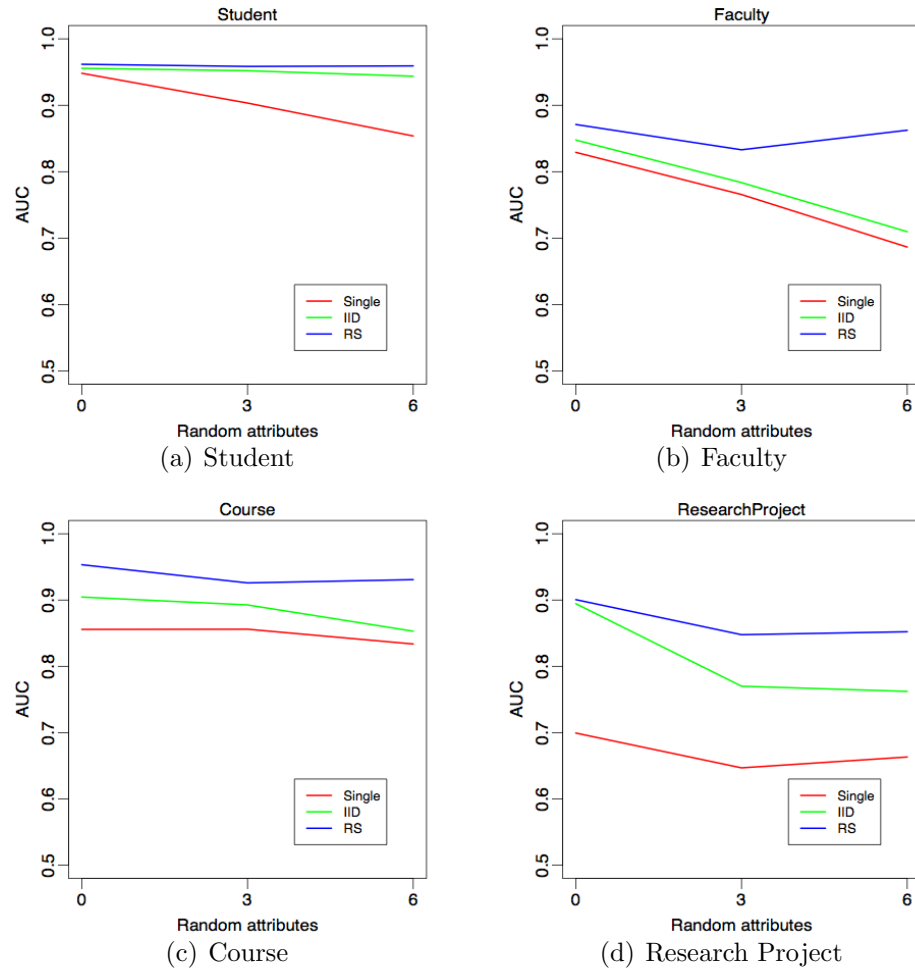 Student
AUC
1.0
0.9
0.8
0.7
0.6
0.5
Single
IID
RS
0 3 6
Random attributes
(a) Student
Faculty
AUC
1.0
0.9
0.8
0.7
0.6
0.5
Single
IID
RS
0 3 6
Random attributes
(b) Faculty
Course
AUC
1.0
0.9
0.8
0.7
0.6
0.5
Single
IID
RS
0 3 6
Random attributes
(c) Course
ResearchProject
AUC
1.0
0.9
0.8
0.7
0.6
0.5
Single
IID
RS
0 3 6
Random attributes
(d) Research Project